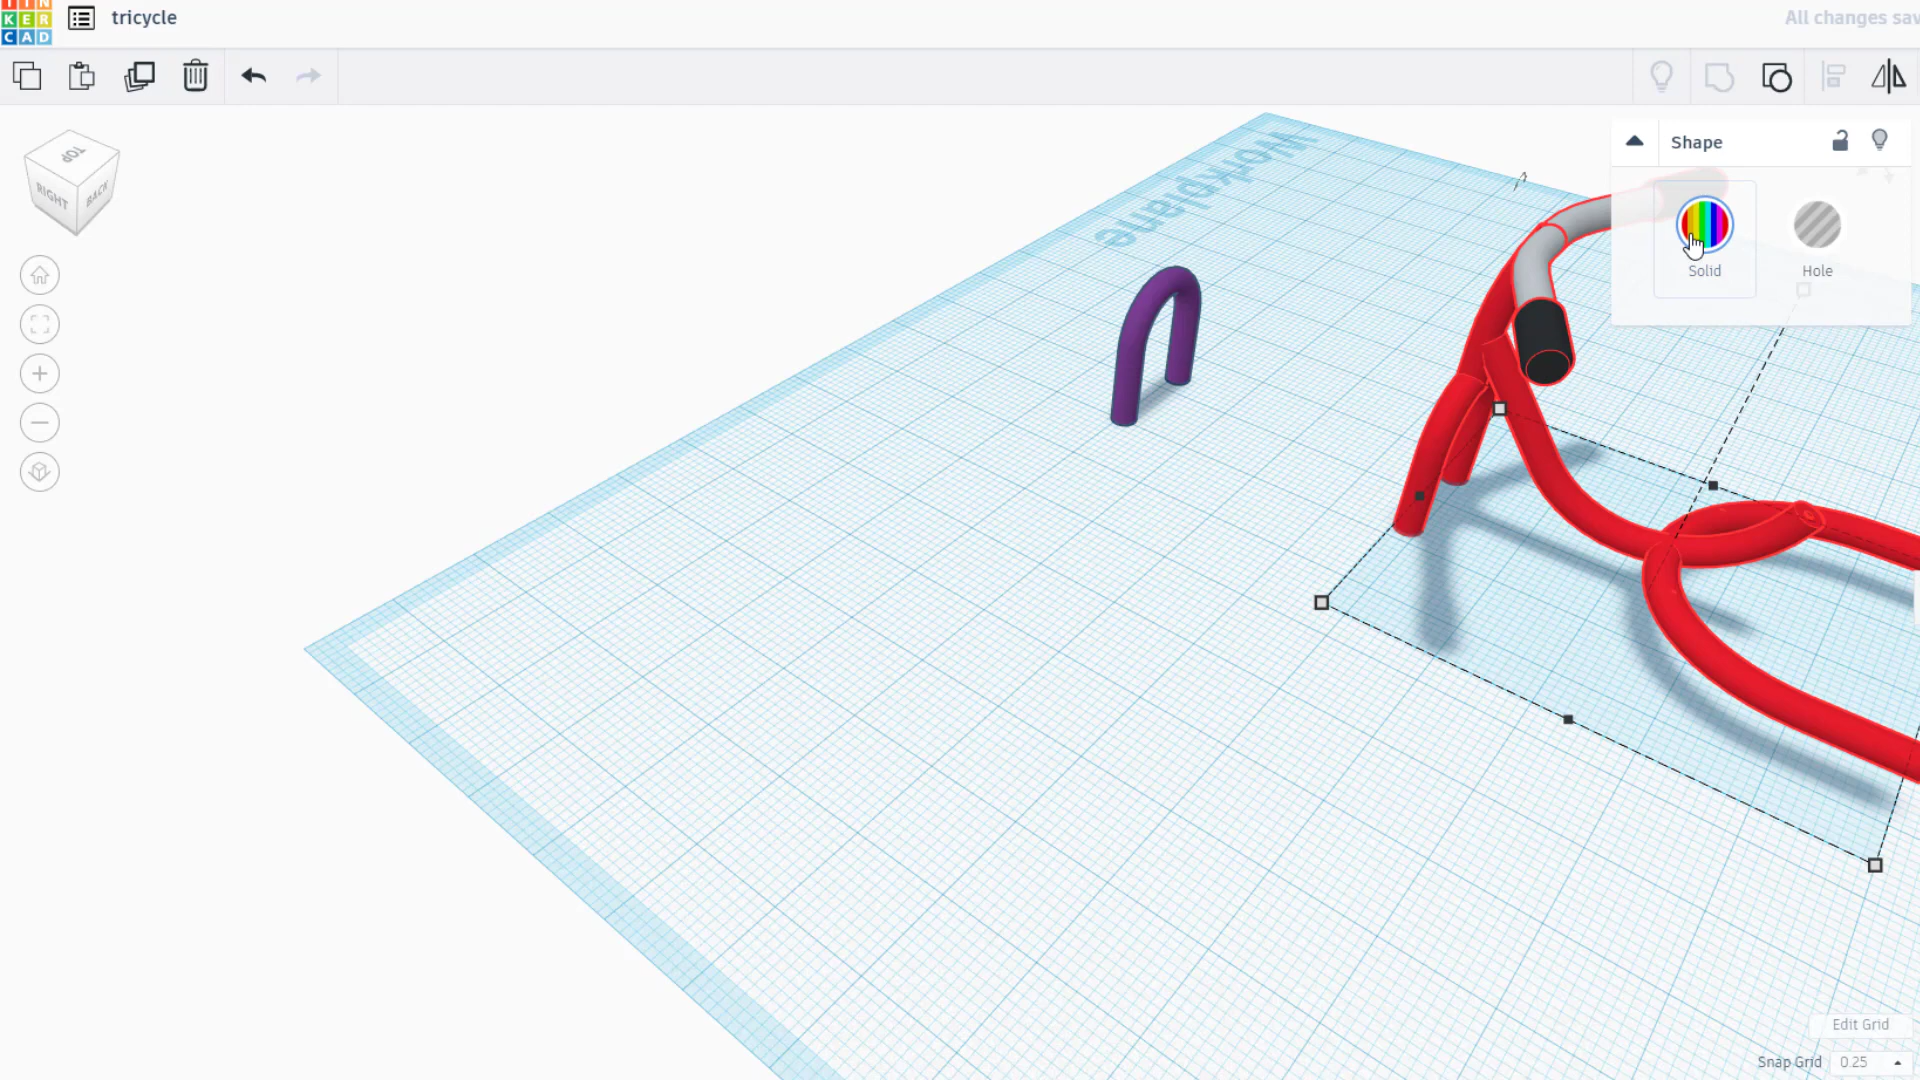 TIN
KER
CAD
tricycle
All changes sav
TOP
RIGHT
BACK
Workplane
Shape
Solid
Hole
Edit Grid
Snap Grid
0.25